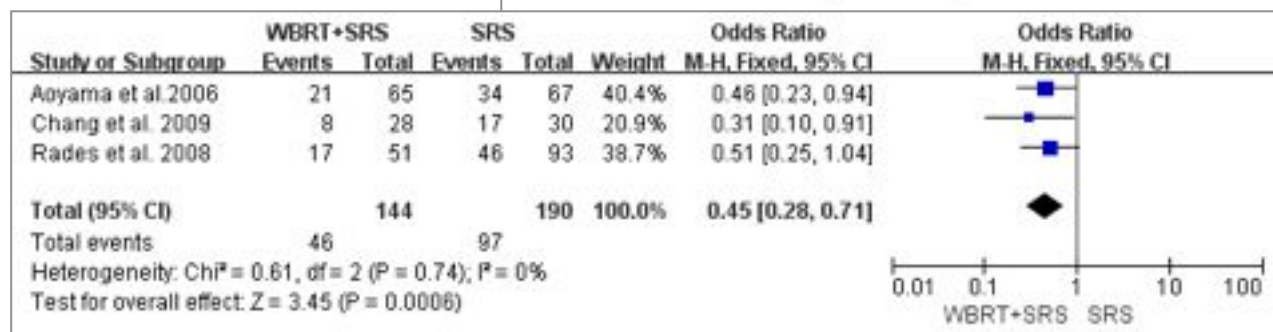 WBRT+SRS SRS Odds Ratio Odds Ratio
Study or Subgroup Events Total Events Total Weight M-H, Fixed, 95% CI M-H, Fixed, 95% CI
Aoyama et al.2006 21 65 34 67 40.4% 0.46 [0.23, 0.94]
Chang et al. 2009 8 28 17 30 20.9% 0.31 [0.10, 0.91]
Rades et al. 2008 17 51 46 93 38.7% 0.51 [0.25, 1.04]
Total (95% CI) 144 190 100.0% 0.45 [0.28, 0.71]
Total events 46 97
Heterogeneity: Chi² = 0.61, df = 2 (P = 0.74); I² = 0%
Test for overall effect: Z = 3.45 (P = 0.0006)
0.01 0.1 1 10 100
WBRT+SRS SRS